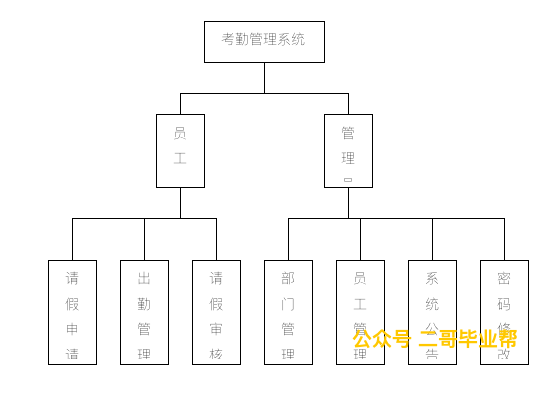 考勤管理系统
员工
管理
请假申请
出勤管理
请假审核
部门管理
员工管理
系统公告
密码修改
公众号 二哥毕业帮